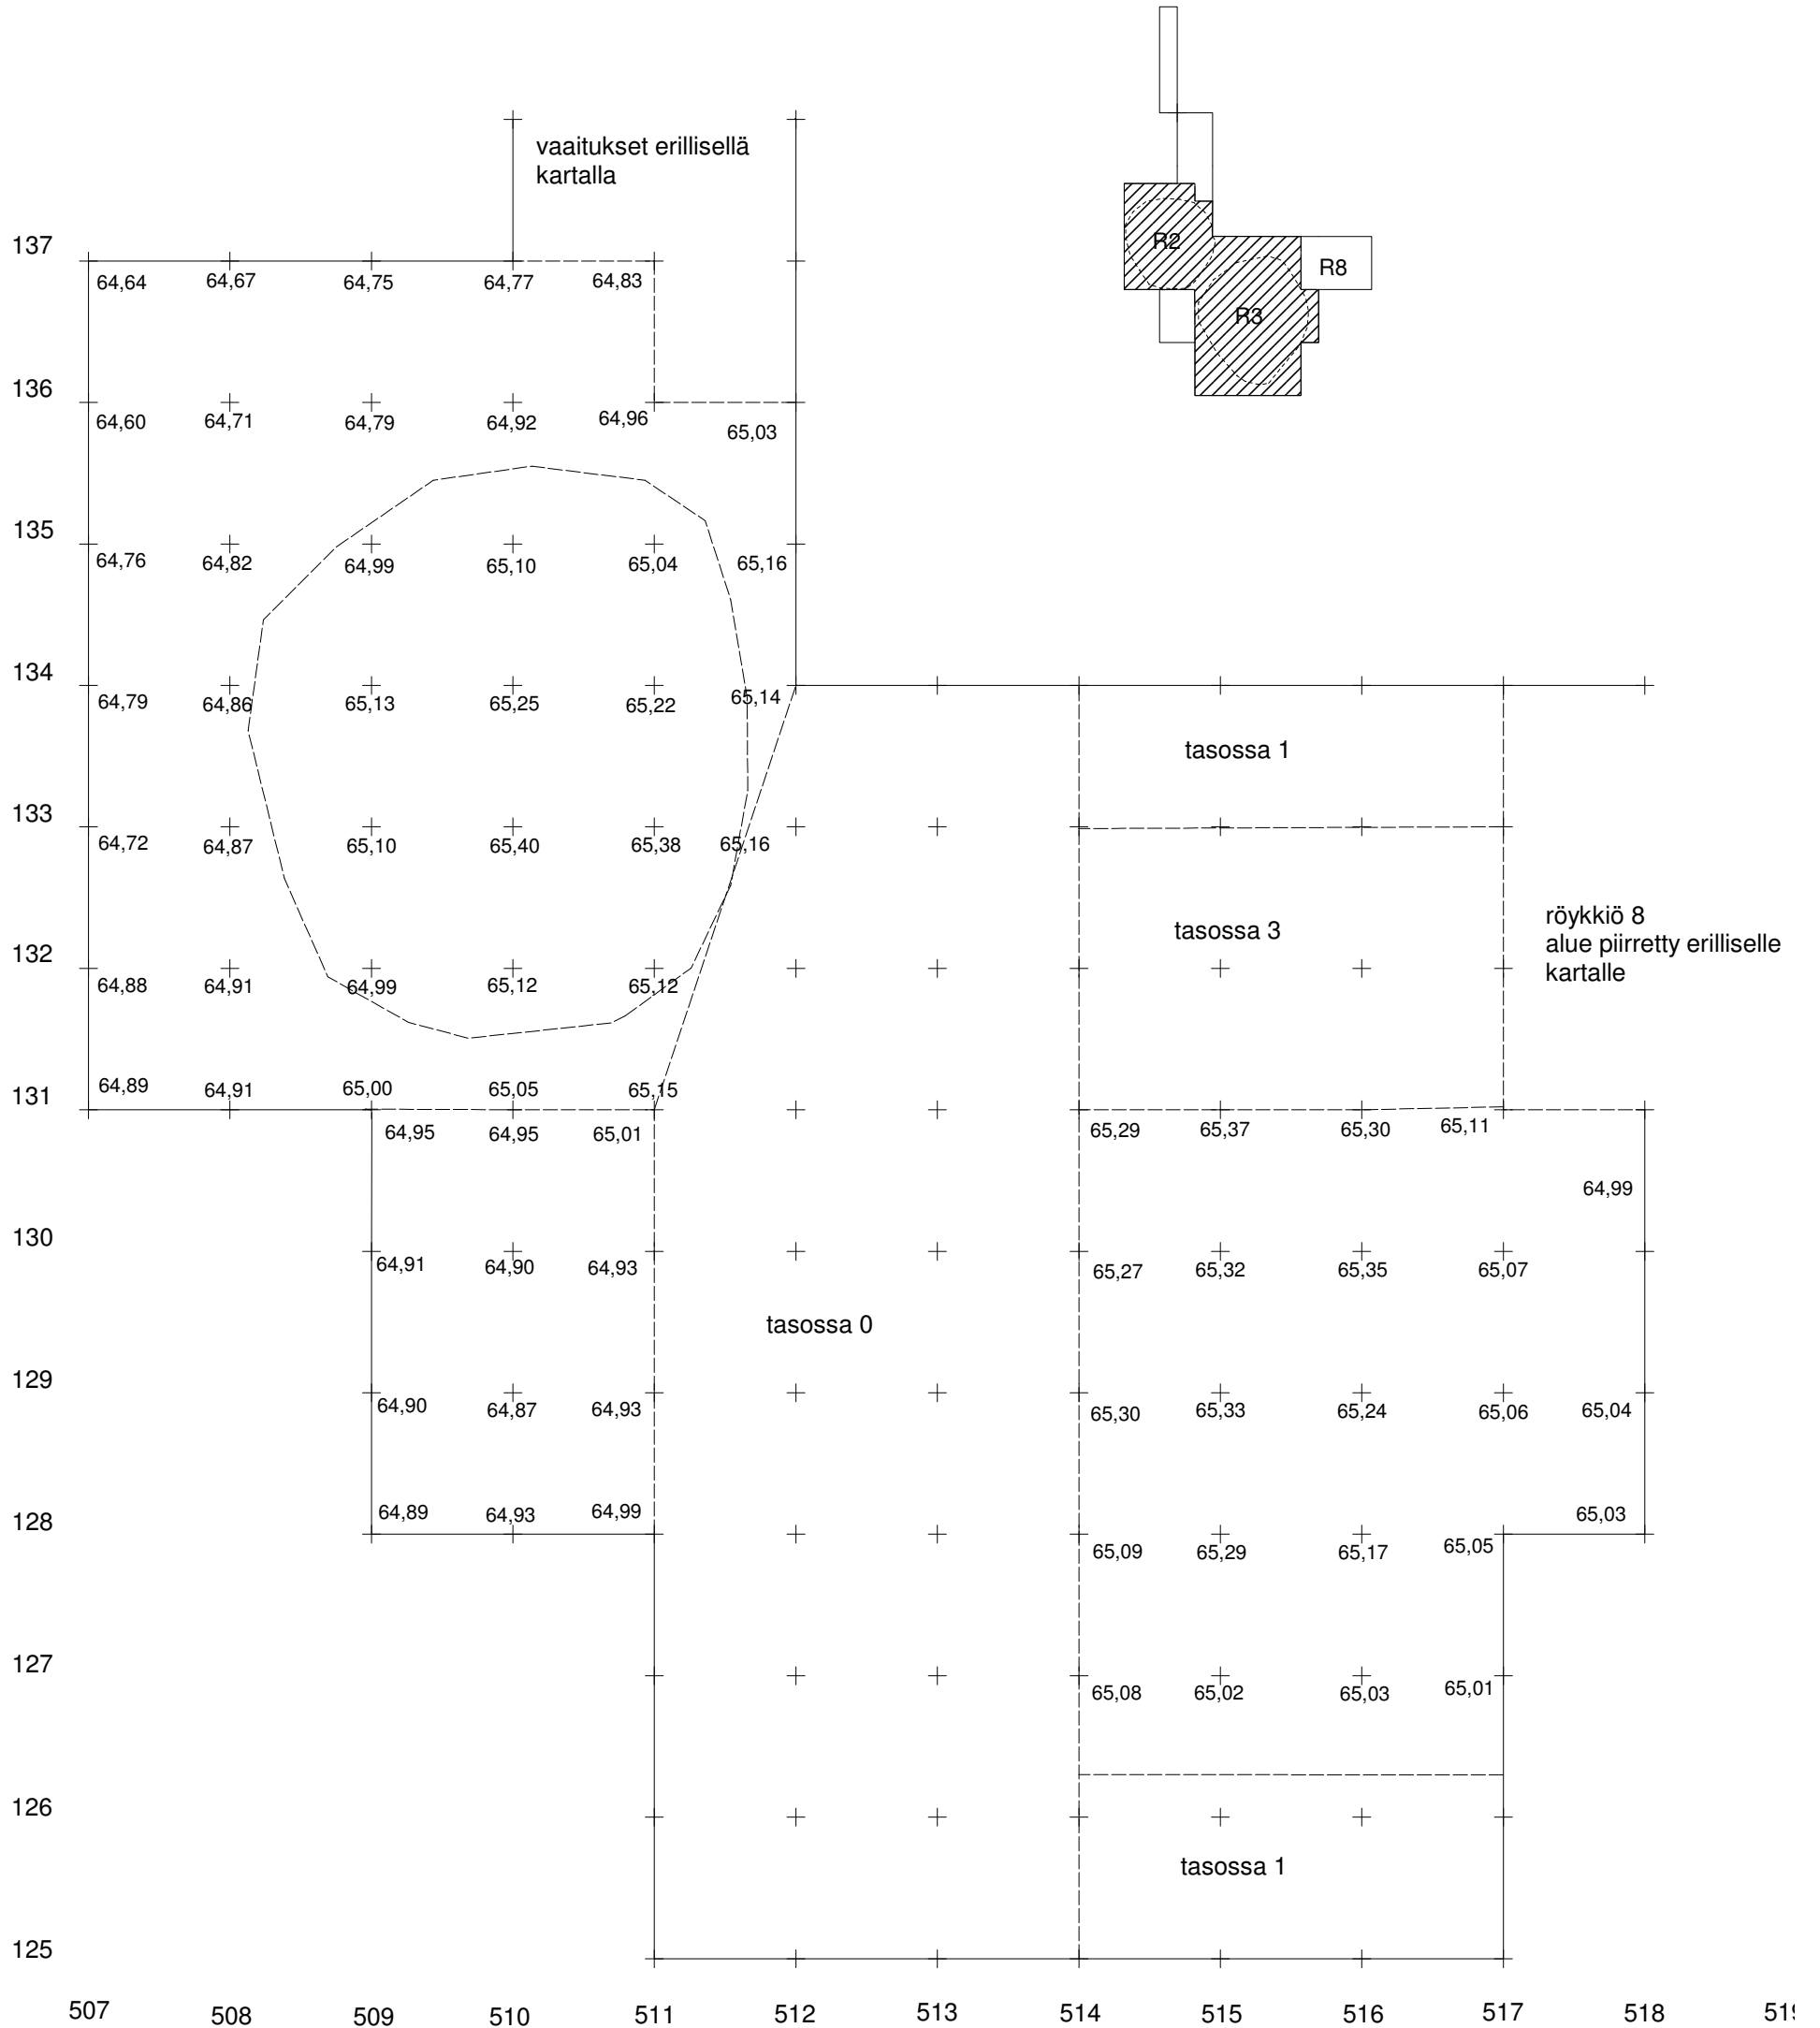 vaaitukset erillisellä
kartalla
R2
R8
R3
137
64,64 64,67 64,75 64,77 64,83
136
64,60 64,71 64,79 64,92 64,96 65,03
135
64,76 64,82 64,99 65,10 65,04 65,16
134
64,79 64,86 65,13 65,25 65,22 65,14
tasossa 1
133
64,72 64,87 65,10 65,40 65,38 65,16
tasossa 3
röykkiö 8
alue piirretty erilliselle
kartalle
132
64,88 64,91 64,99 65,12 65,12
131
64,89 64,91 65,00 65,05 65,15
64,95 64,95 65,01 65,29 65,37 65,30 65,11
64,99
130
64,91 64,90 64,93 65,27 65,32 65,35 65,07
tasossa 0
129
64,90 64,87 64,93 65,30 65,33 65,24 65,06 65,04
128
64,89 64,93 64,99 65,03
65,09 65,29 65,17 65,05
127
65,08 65,02 65,03 65,01
126
tasossa 1
125
507 508 509 510 511 512 513 514 515 516 517 518 519